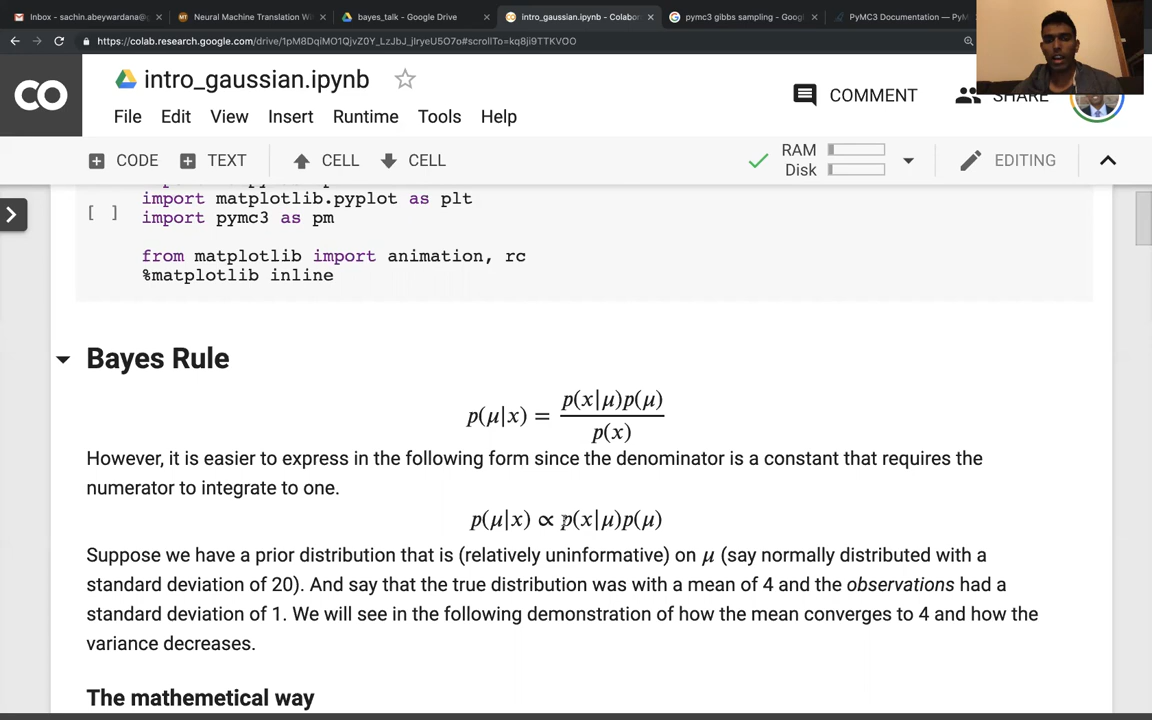 Inbox - sachin.abeywardana@
Neural Machine Translation Wi
bayes_talk - Google Drive
intro_gaussian.ipynb - Colabor
pymc3 gibbs sampling - Goog
PyMC3 Documentation — PyM
https://colab.research.google.com/drive/1pM8DqiMO1QjvZ0Y_LzJbJ_jIryeU5O7o#scrollTo=kq8ji9TTKVOO
CO
intro_gaussian.ipynb
COMMENT
SHARE
File Edit View Insert Runtime Tools Help
CODE TEXT CELL CELL
RAM
Disk
EDITING
import matplotlib.pyplot as plt
[ ] import pymc3 as pm
from matplotlib import animation, rc
%matplotlib inline
Bayes Rule
p(μ|x) = p(x|μ)p(μ) / p(x)
However, it is easier to express in the following form since the denominator is a constant that requires the
numerator to integrate to one.
p(μ|x) ∝ p(x|μ)p(μ)
Suppose we have a prior distribution that is (relatively uninformative) on μ (say normally distributed with a
standard deviation of 20). And say that the true distribution was with a mean of 4 and the observations had a
standard deviation of 1. We will see in the following demonstration of how the mean converges to 4 and how the
variance decreases.
The mathemetical way